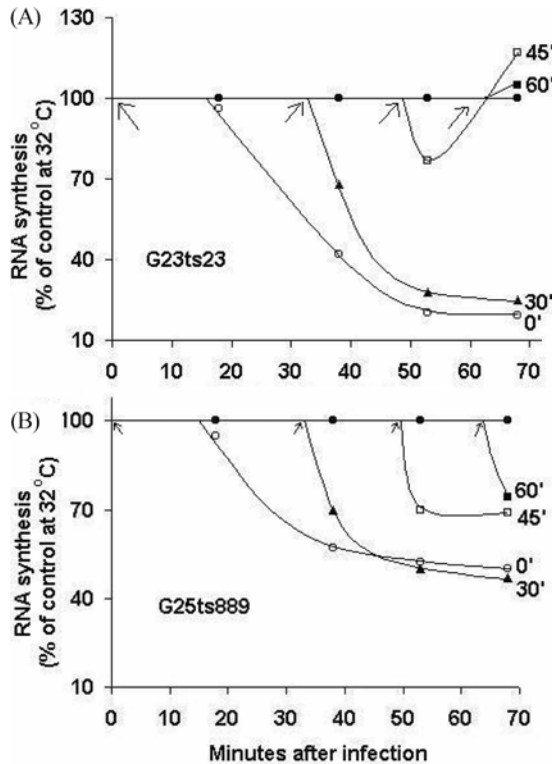 (A)
130
100
70
40
10
RNA synthesis
(% of control at 32 °C)
45'
60'
30'
0'
G23ts23
0 10 20 30 40 50 60 70
(B)
100
70
40
10
RNA synthesis
(% of control at 32 °C)
60'
45'
0'
30'
G25ts889
0 10 20 30 40 50 60 70
Minutes after infection